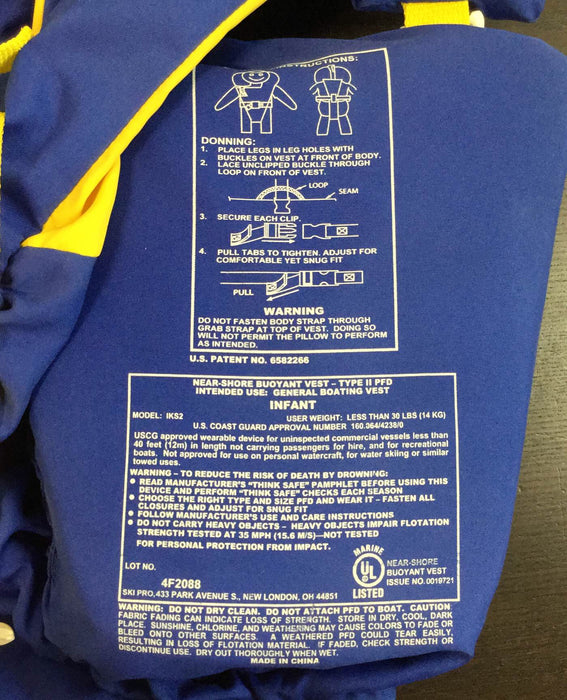 INSTRUCTIONS:
DONNING:
1. PLACE LEGS IN LEG HOLES WITH
BUCKLES ON VEST AT FRONT OF BODY.
2. LACE UNCLIPPED BUCKLE THROUGH
LOOP ON FRONT OF VEST.
LOOP
SEAM
3. SECURE EACH CLIP.
4. PULL TABS TO TIGHTEN. ADJUST FOR
COMFORTABLE YET SNUG FIT
PULL
WARNING
DO NOT FASTEN BODY STRAP THROUGH
GRAB STRAP AT TOP OF VEST. DOING SO
WILL NOT PERMIT THE PILLOW TO PERFORM
AS INTENDED.
U.S. PATENT NO. 6582266
NEAR-SHORE BUOYANT VEST – TYPE II PFD
INTENDED USE: GENERAL BOATING VEST
INFANT
MODEL: IKS2 USER WEIGHT: LESS THAN 30 LBS (14 KG)
U.S. COAST GUARD APPROVAL NUMBER 160.064/4238/0
USCG approved wearable device for uninspected commercial vessels less than
40 feet (12m) in length not carrying passengers for hire, and for recreational
boats. Not approved for use on personal watercraft, for water skiing or similar
towed uses.
WARNING – TO REDUCE THE RISK OF DEATH BY DROWNING:
● READ MANUFACTURER'S "THINK SAFE" PAMPHLET BEFORE USING THIS
DEVICE AND PERFORM "THINK SAFE" CHECKS EACH SEASON
● CHOOSE THE RIGHT TYPE AND SIZE PFD AND WEAR IT – FASTEN ALL
CLOSURES AND ADJUST FOR SNUG FIT
● FOLLOW MANUFACTURER'S USE AND CARE INSTRUCTIONS
● DO NOT CARRY HEAVY OBJECTS – HEAVY OBJECTS IMPAIR FLOTATION
STRENGTH TESTED AT 35 MPH (15.6 M/S)—NOT TESTED
FOR PERSONAL PROTECTION FROM IMPACT.
LOT NO.
4F2088
SKI PRO,433 PARK AVENUE S., NEW LONDON, OH 44851
MARINE
UL
LISTED
NEAR-SHORE
BUOYANT VEST
ISSUE NO. 0019721
WARNING: DO NOT DRY CLEAN. DO NOT ATTACH PFD TO BOAT. CAUTION
FABRIC FADING CAN INDICATE LOSS OF STRENGTH. STORE IN DRY, COOL, DARK
PLACE. SUNSHINE, CHLORINE, AND WEATHERING MAY CAUSE COLORS TO FADE OR
BLEED ONTO OTHER SURFACES. A WEATHERED PFD COULD TEAR EASILY,
RESULTING IN LOSS OF FLOTATION MATERIAL. IF FADED, CHECK STRENGTH OR
DISCONTINUE USE. DRY OUT THOROUGHLY WHEN WET.
MADE IN CHINA